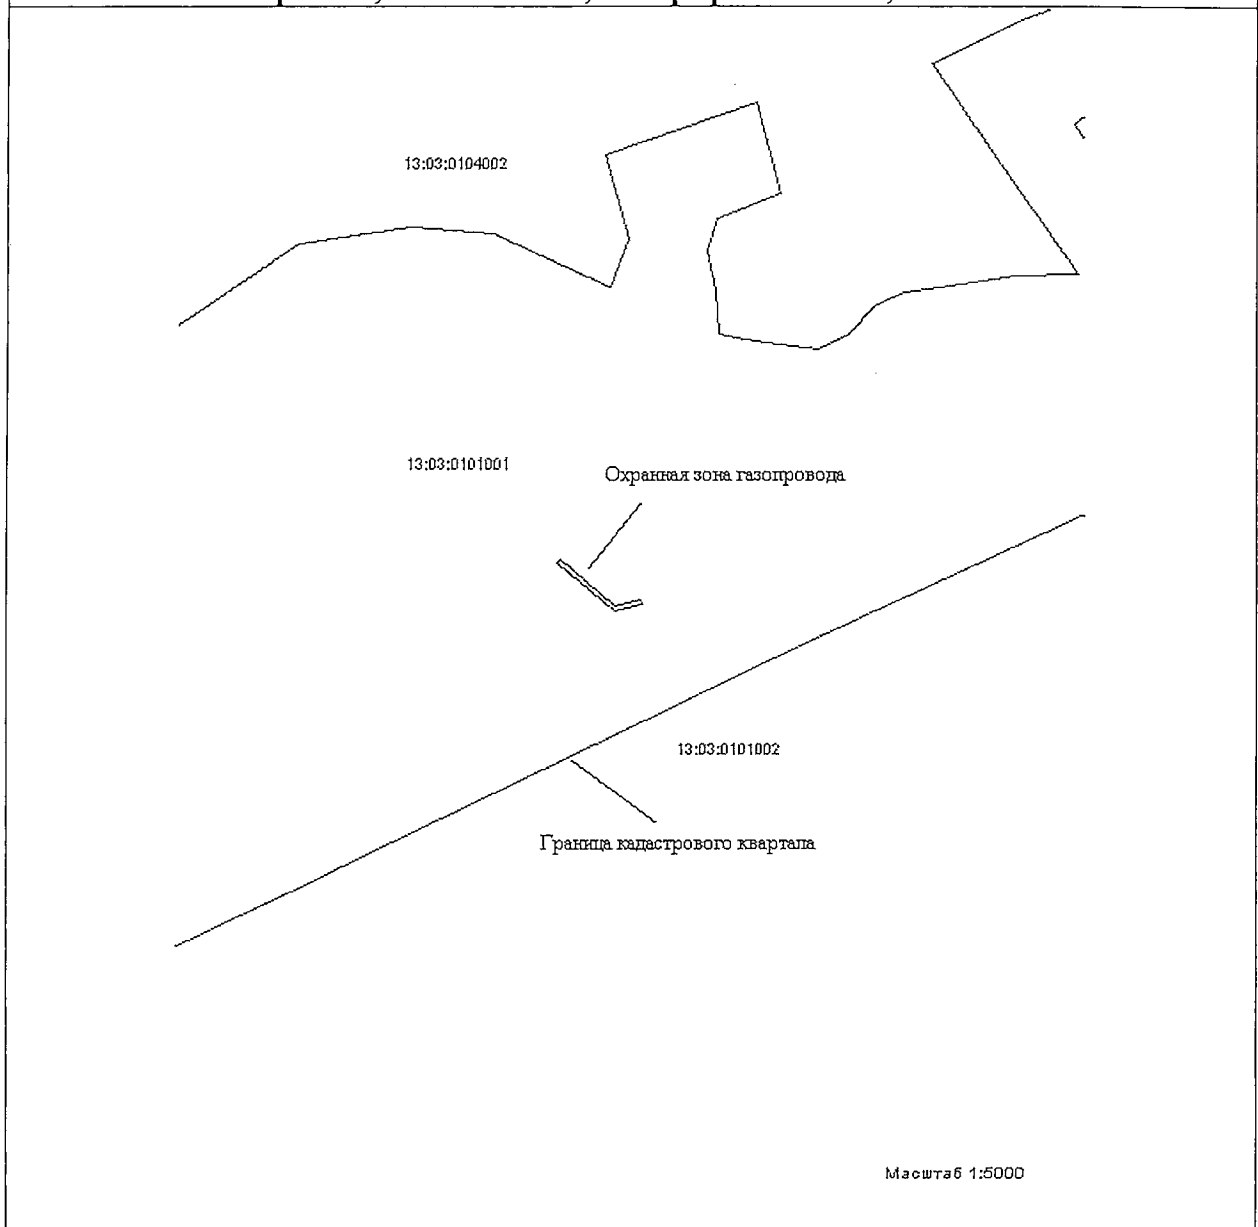 13:03:0104002
13:03:0101001
Охранная зона газопровода
13:03:0101002
Граница кадастрового квартала
Масштаб 1:5000